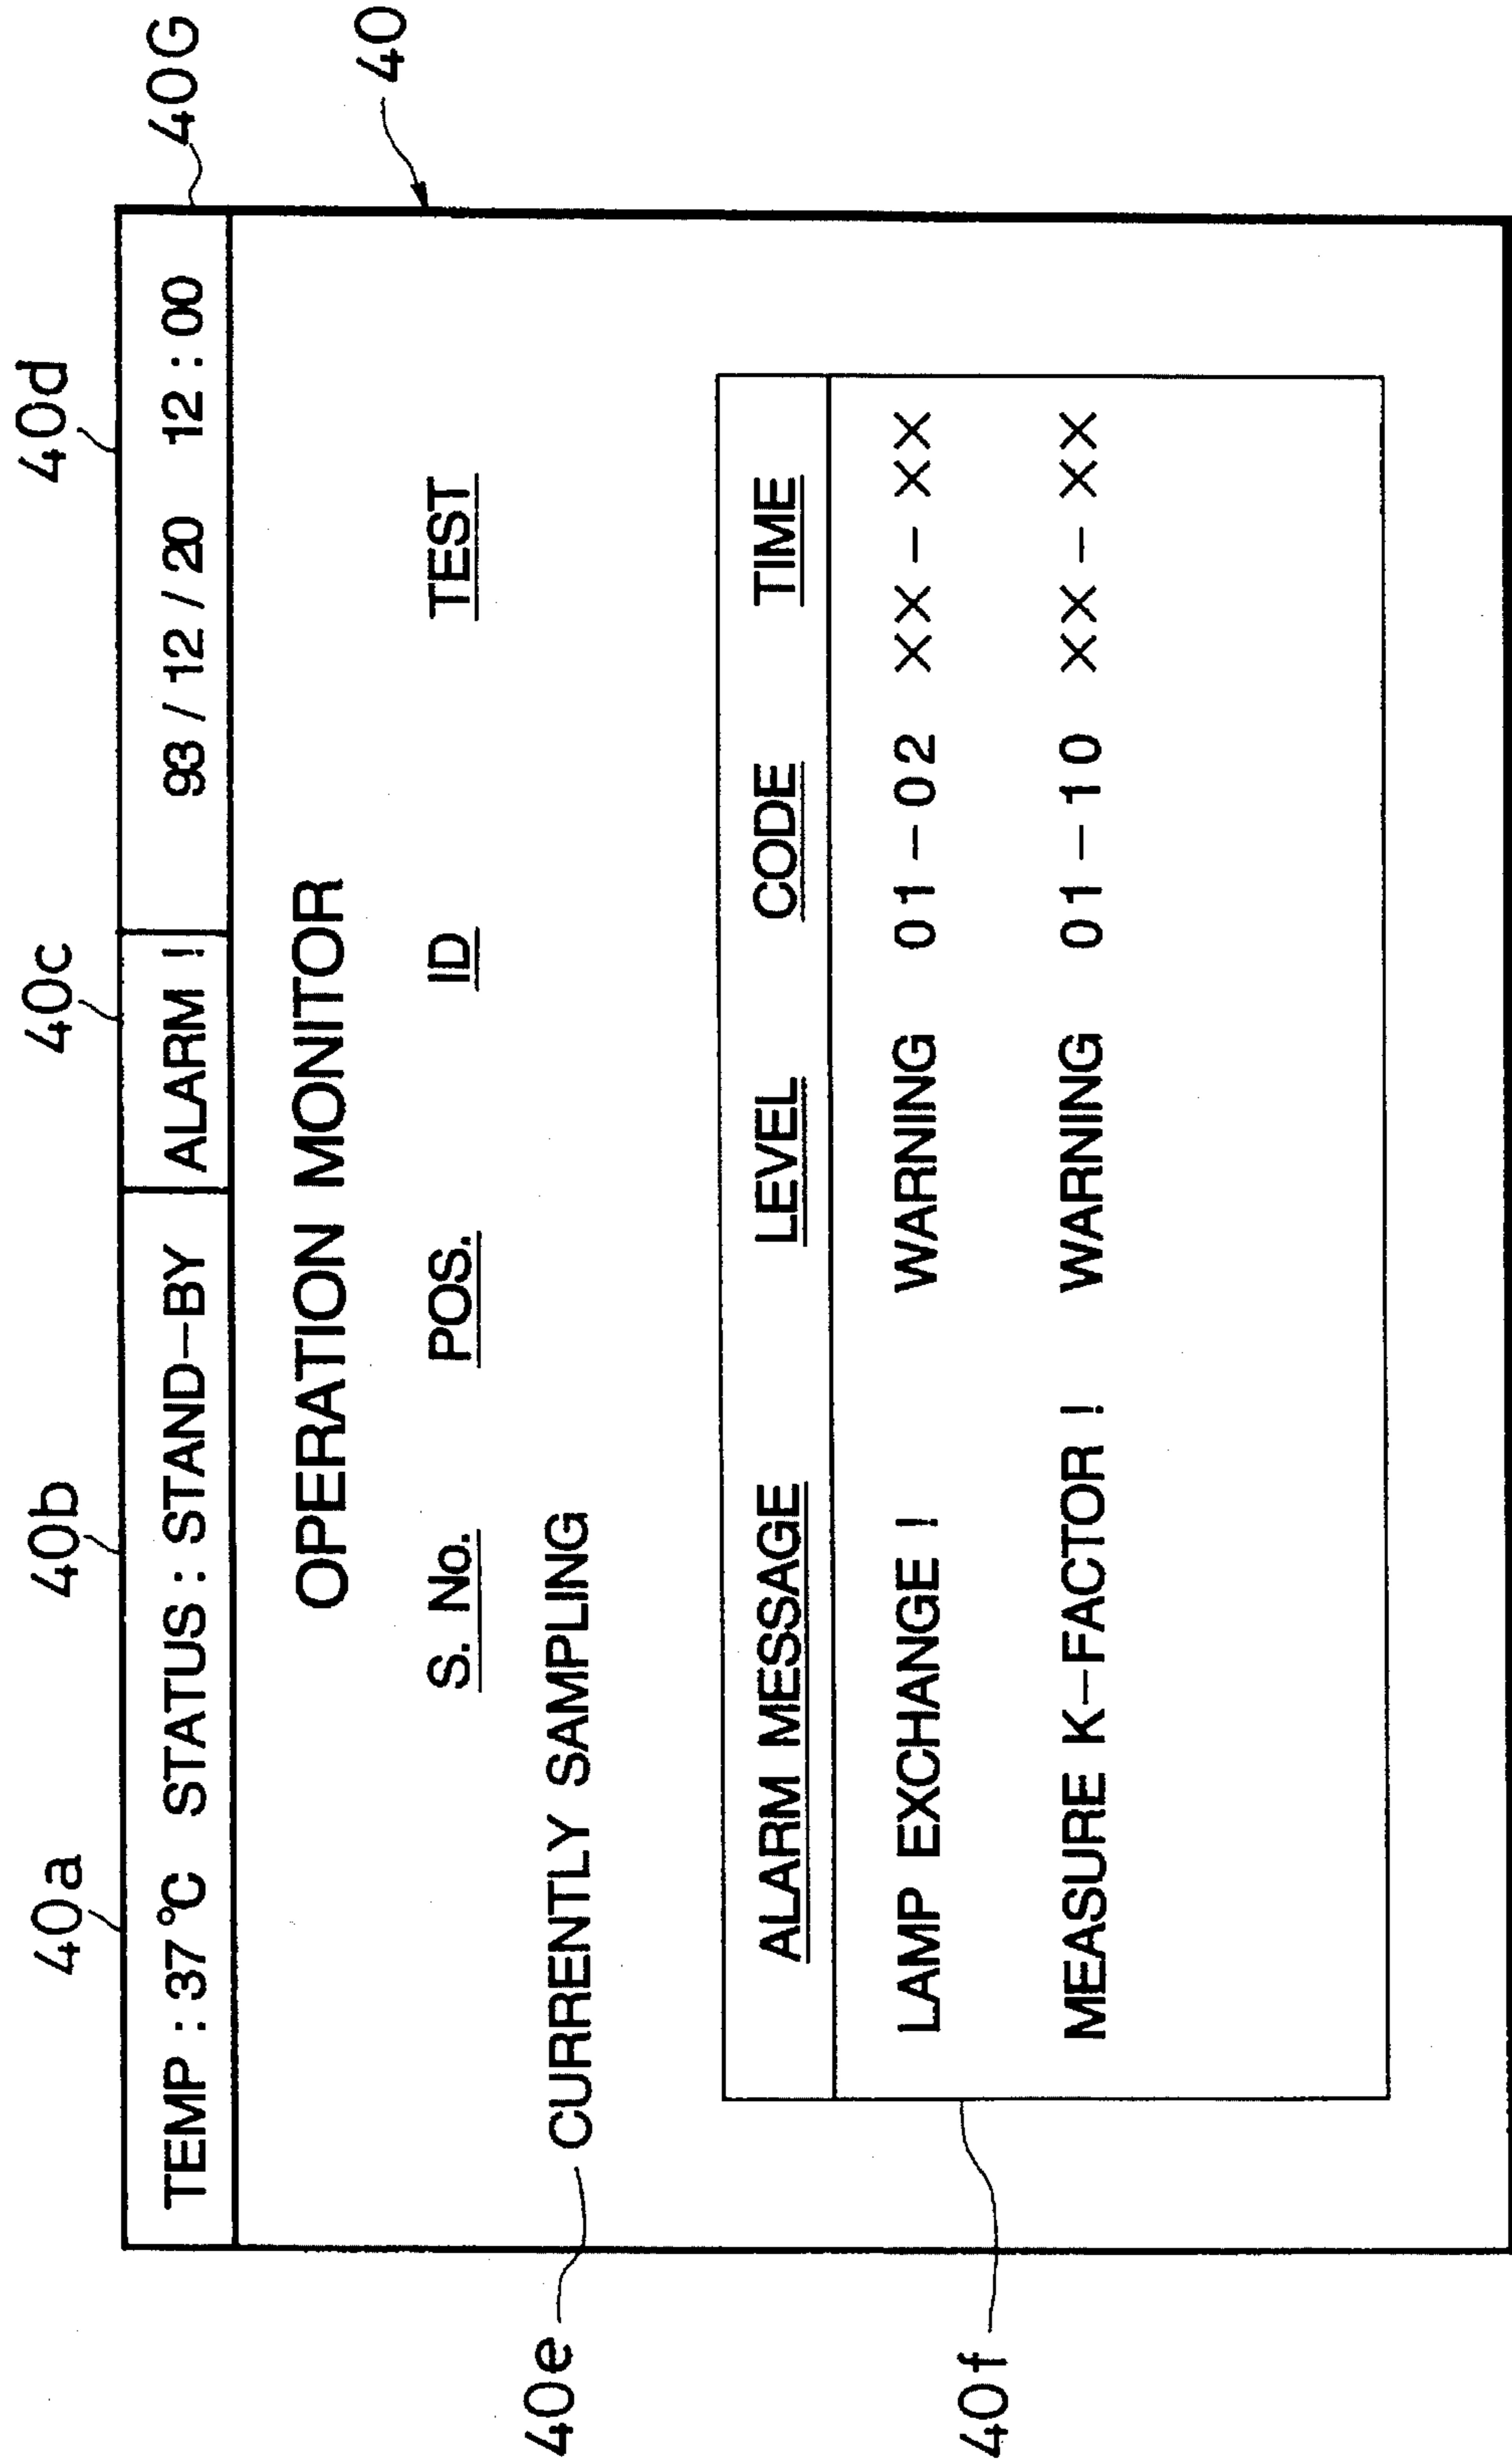 40a 40b 40c 40d
40G
TEMP : 37 °C STATUS : STAND-BY ALARM ! 93 / 12 / 20 12 : 00
40
OPERATION MONITOR
S. No. POS. ID TEST
40e CURRENTLY SAMPLING
ALARM MESSAGE LEVEL CODE TIME
LAMP EXCHANGE ! WARNING 01-02 XX-XX
40f
MEASURE K-FACTOR ! WARNING 01-10 XX-XX